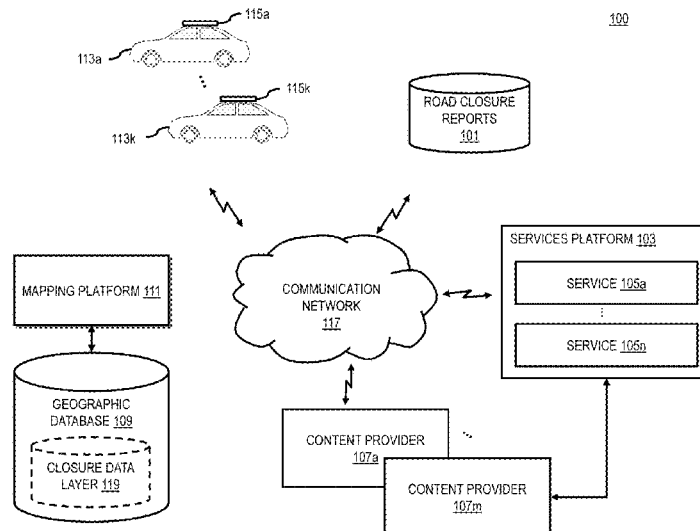 115a
100
113a
115k
113k
ROAD CLOSURE
REPORTS
101
SERVICES PLATFORM 103
SERVICE 105a
SERVICE 105n
MAPPING PLATFORM 111
COMMUNICATION
NETWORK
117
GEOGRAPHIC
DATABASE 109
CLOSURE DATA
LAYER 119
CONTENT PROVIDER
107a
CONTENT PROVIDER
107m